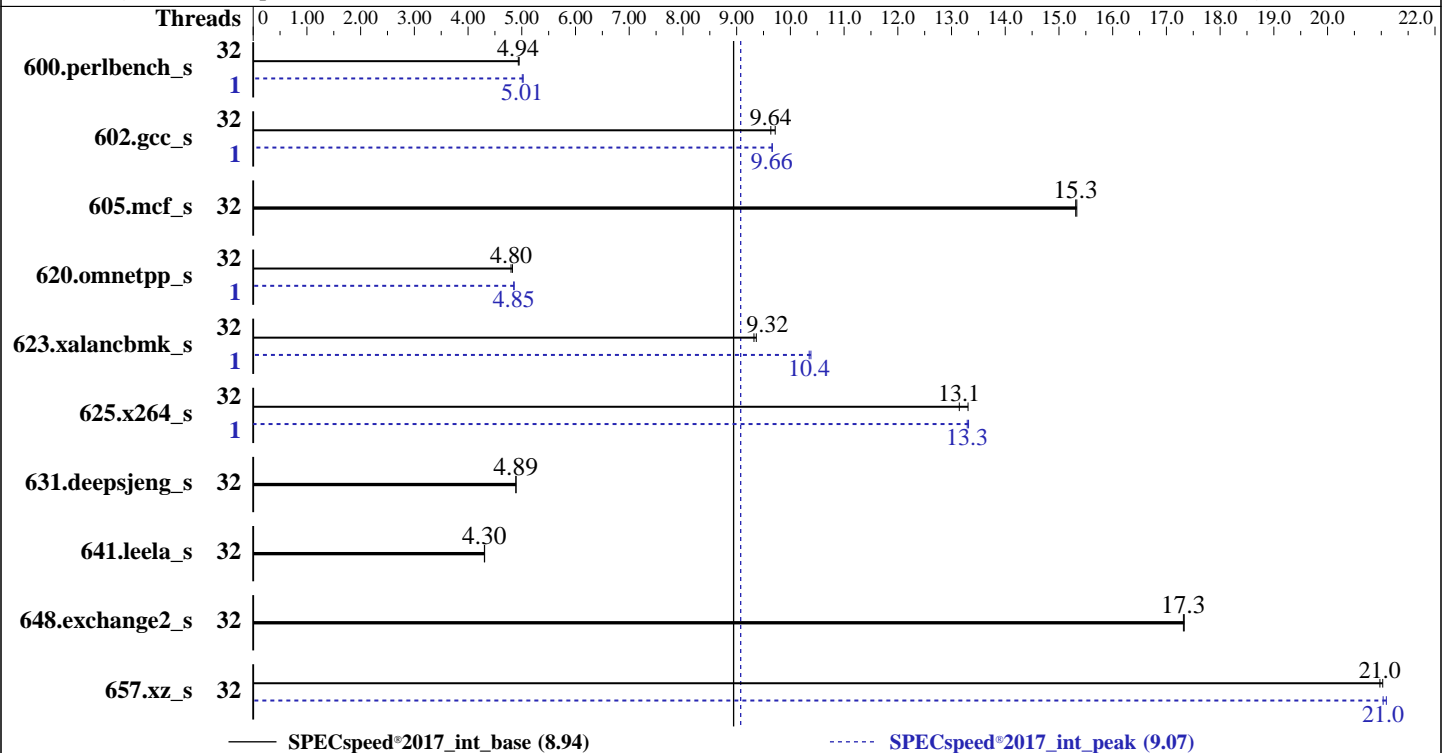 Threads 0 1.00 2.00 3.00 4.00 5.00 6.00 7.00 8.00 9.00 10.0 11.0 12.0 13.0 14.0 15.0 16.0 17.0 18.0 19.0 20.0 22.0
600.perlbench_s 32 4.94
1 5.01
602.gcc_s 32 9.64
1 9.66
605.mcf_s 32 15.3
620.omnetpp_s 32 4.80
1 4.85
623.xalancbmk_s 32 9.32
1 10.4
625.x264_s 32 13.1
1 13.3
631.deepsjeng_s 32 4.89
641.leela_s 32 4.30
648.exchange2_s 32 17.3
657.xz_s 32 21.0
21.0
SPECspeed®2017_int_base (8.94) SPECspeed®2017_int_peak (9.07)